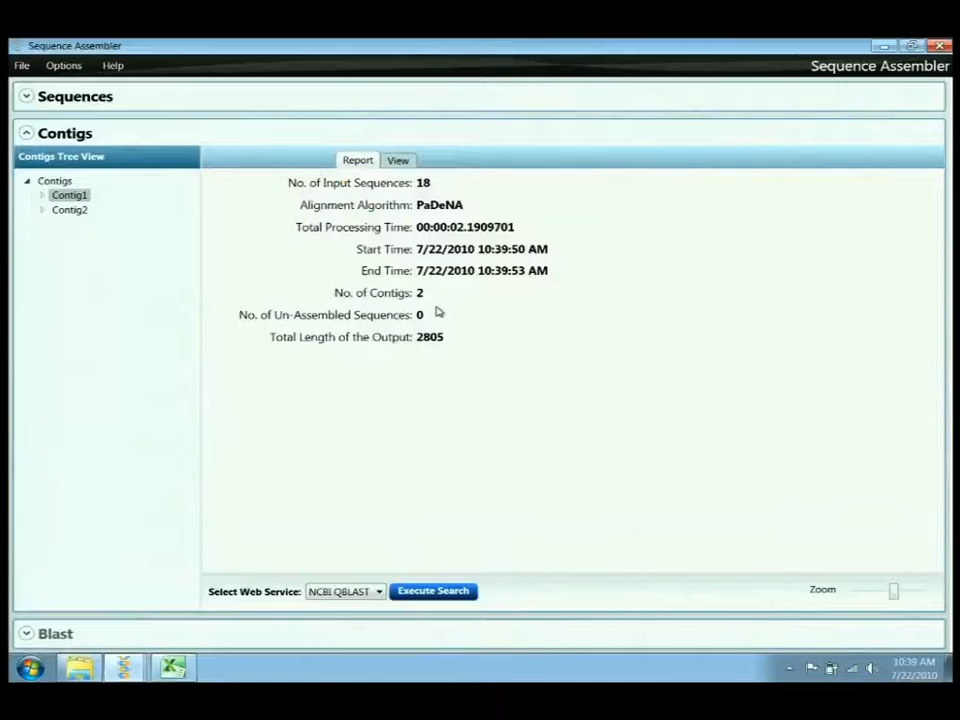 Sequence Assembler
File Options Help
Sequence Assembler
Sequences
Contigs
Contigs Tree View
Report View
Contigs
Contig1
Contig2
No. of Input Sequences: 18
Alignment Algorithm: PaDeNA
Total Processing Time: 00:00:02.1909701
Start Time: 7/22/2010 10:39:50 AM
End Time: 7/22/2010 10:39:53 AM
No. of Contigs: 2
No. of Un-Assembled Sequences: 0
Total Length of the Output: 2805
Select Web Service: NCBI QBLAST Execute Search
Zoom
Blast
10:39 AM
7/22/2010